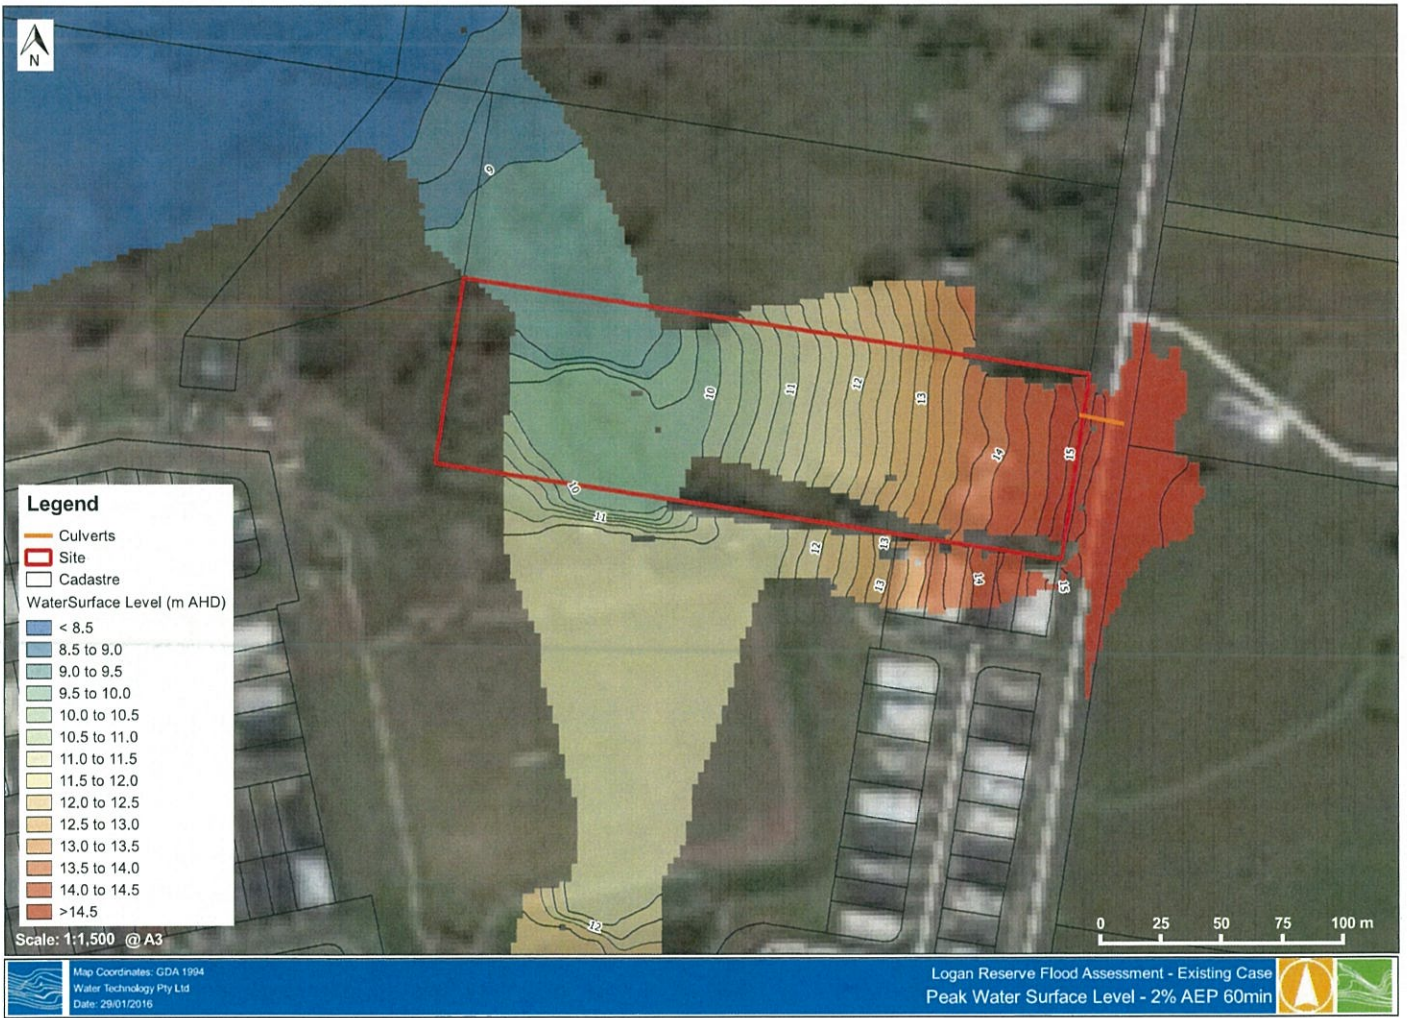 N
9
10
11
12
13
14
15
10
11
12
13
13
14
15
12
Legend
Culverts
Site
Cadastre
WaterSurface Level (m AHD)
< 8.5
8.5 to 9.0
9.0 to 9.5
9.5 to 10.0
10.0 to 10.5
10.5 to 11.0
11.0 to 11.5
11.5 to 12.0
12.0 to 12.5
12.5 to 13.0
13.0 to 13.5
13.5 to 14.0
14.0 to 14.5
>14.5
Scale: 1:1,500 @ A3
0 25 50 75 100 m
Map Coordinates: GDA 1994
Water Technology Pty Ltd
Date: 29/01/2016
Logan Reserve Flood Assessment - Existing Case
Peak Water Surface Level - 2% AEP 60min